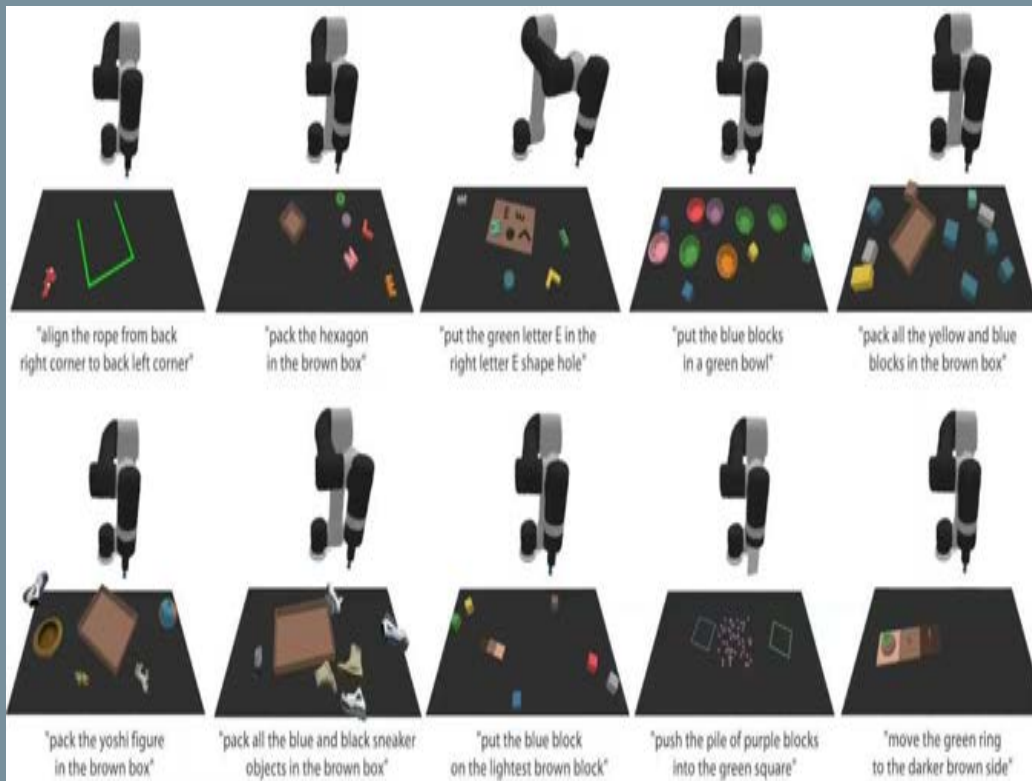 "align the rope from back
right corner to back left corner"
"pack the hexagon
in the brown box"
"put the green letter E in the
right letter E shape hole"
"put the blue blocks
in a green bowl"
"pack all the yellow and blue
blocks in the brown box"
"pack the yoshi figure
in the brown box"
"pack all the blue and black sneaker
objects in the brown box"
"put the blue block
on the lightest brown block"
"push the pile of purple blocks
into the green square"
"move the green ring
to the darker brown side"